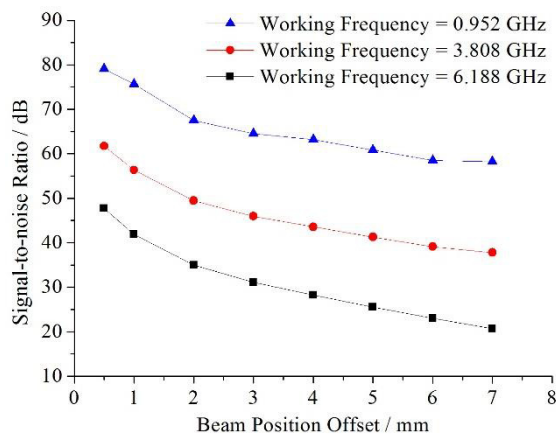 Working Frequency = 0.952 GHz
Working Frequency = 3.808 GHz
Working Frequency = 6.188 GHz
Signal-to-noise Ratio / dB
90
80
70
60
50
40
30
20
10
0 1 2 3 4 5 6 7 8
Beam Position Offset / mm